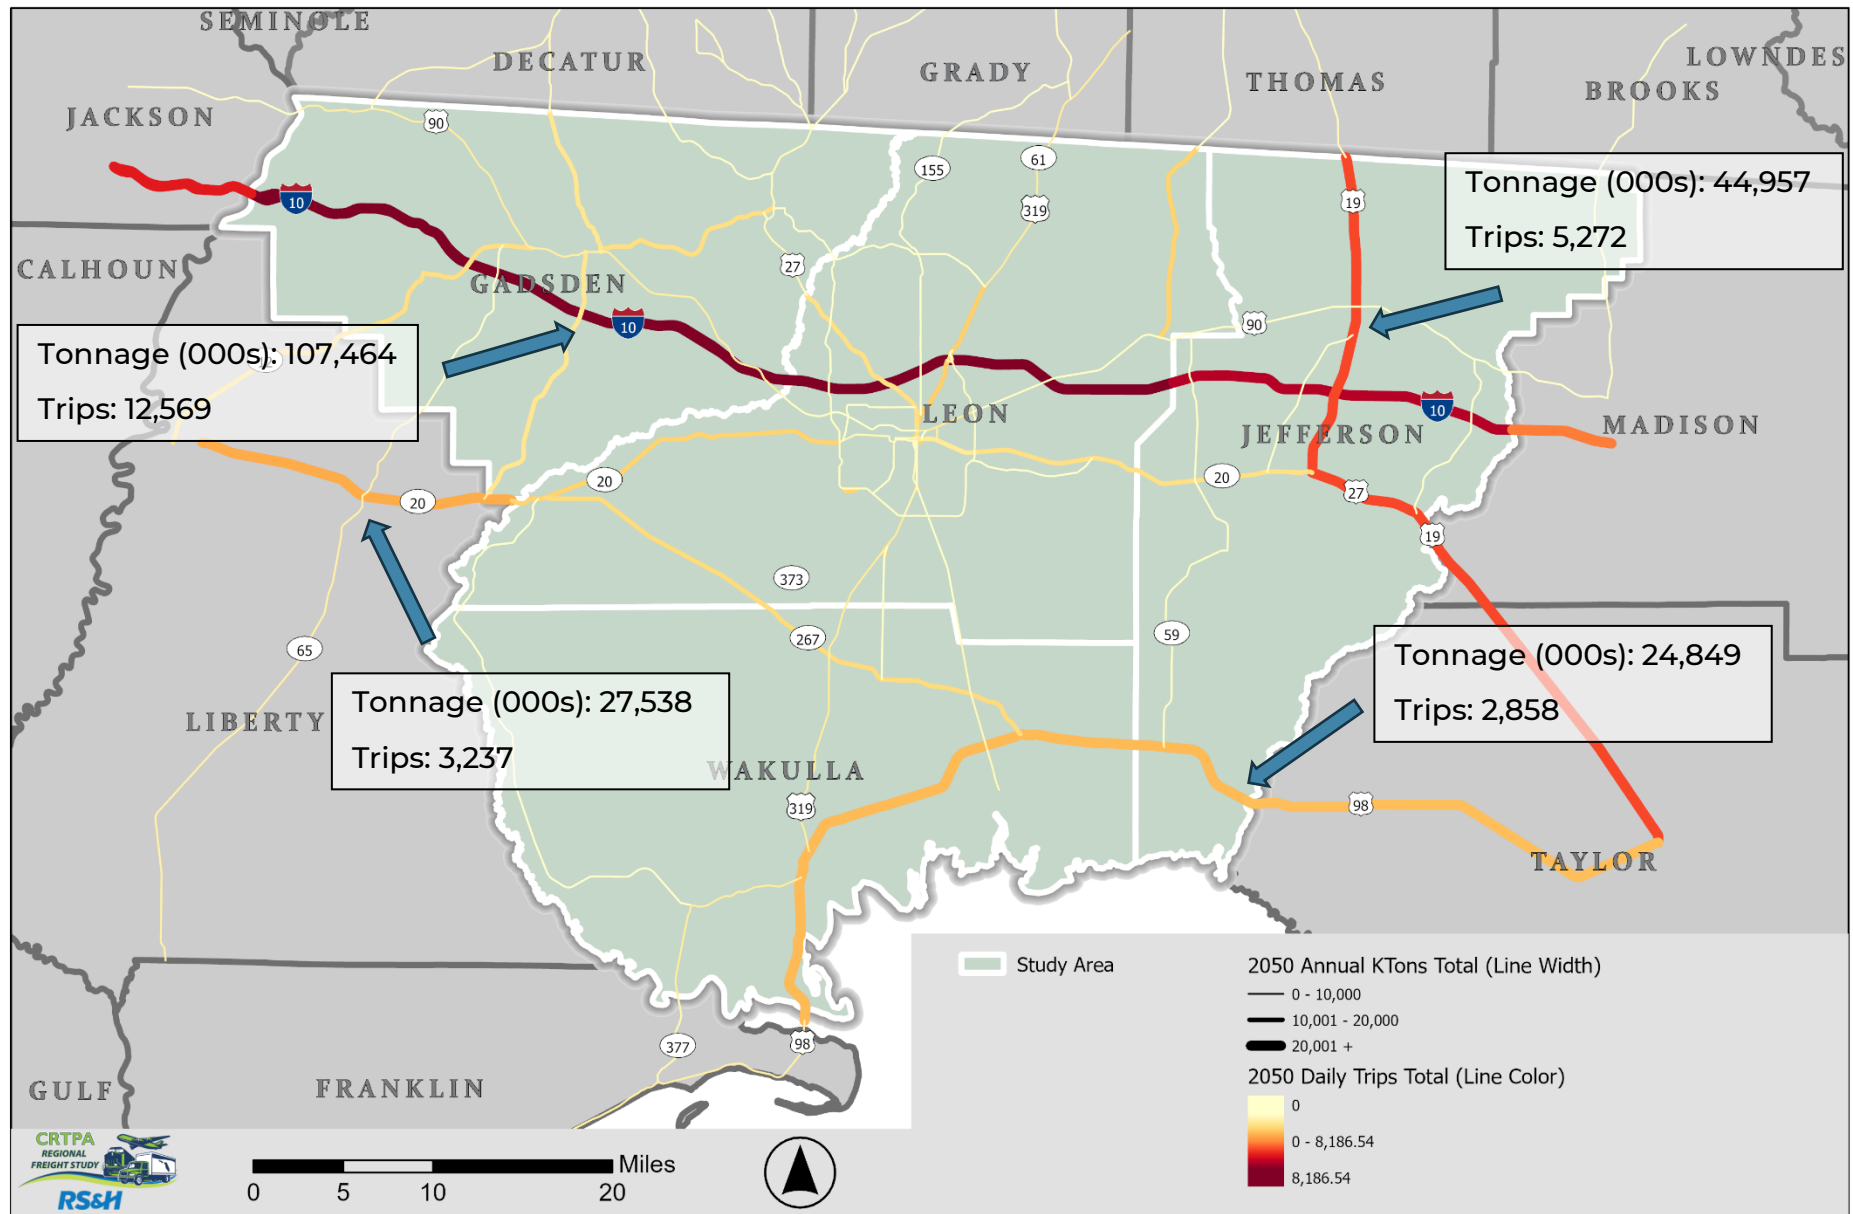 SEMINOLE
DECATUR
GRADY
THOMAS
LOWNDES
BROOKS
JACKSON
90
155
61
319
19
10
Tonnage (000s): 44,957
Trips: 5,272
CALHOUN
GADSDEN
27
10
90
Tonnage (000s): 107,464
Trips: 12,569
LEON
JEFFERSON
10
MADISON
20
20
20
27
19
373
267
59
65
Tonnage (000s): 27,538
Trips: 3,237
Tonnage (000s): 24,849
Trips: 2,858
LIBERTY
WAKULLA
319
98
TAYLOR
377
98
GULF
FRANKLIN
Study Area
2050 Annual KTons Total (Line Width)
0 - 10,000
10,001 - 20,000
20,001 +
2050 Daily Trips Total (Line Color)
0
0 - 8,186.54
8,186.54
CRTPA
REGIONAL
FREIGHT STUDY
RS&H
Miles
0 5 10 20